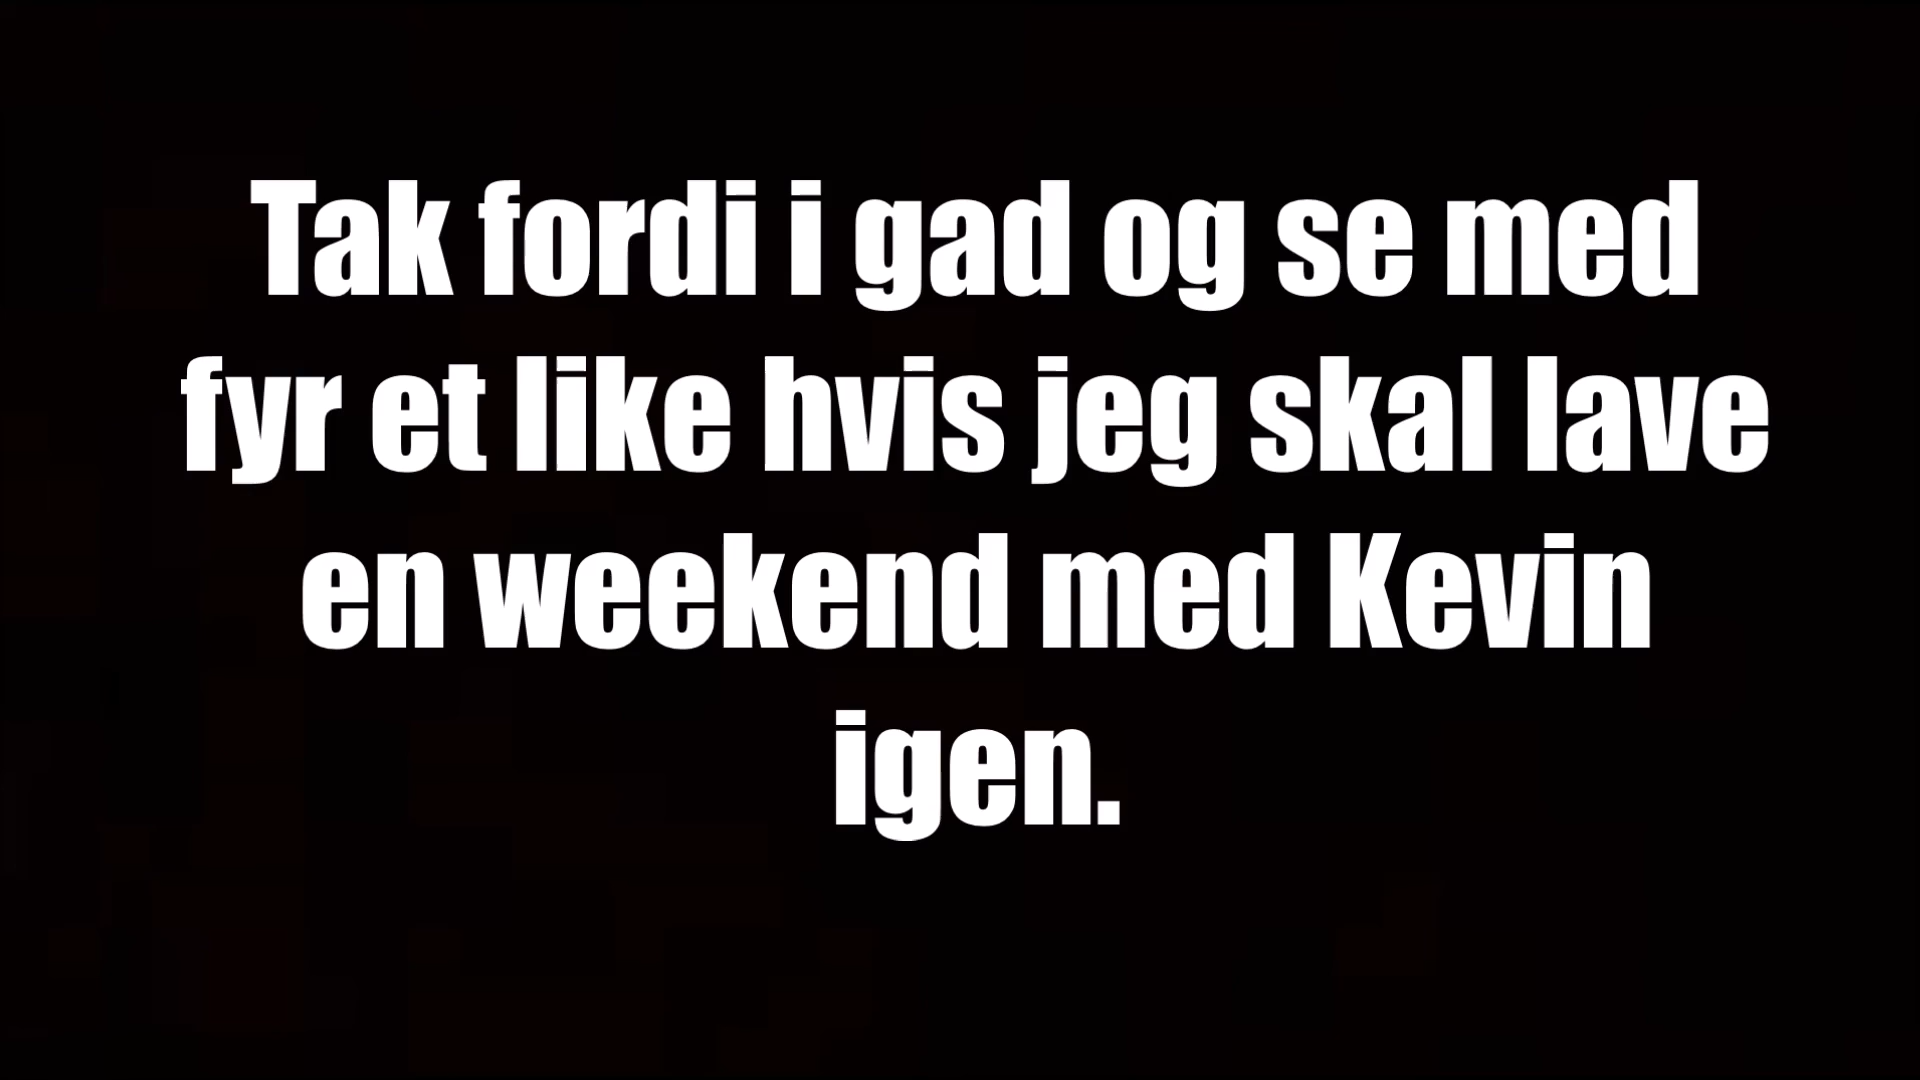 Tak fordi i gad og se med
fyr et like hvis jeg skal lave
en weekend med Kevin
igen.